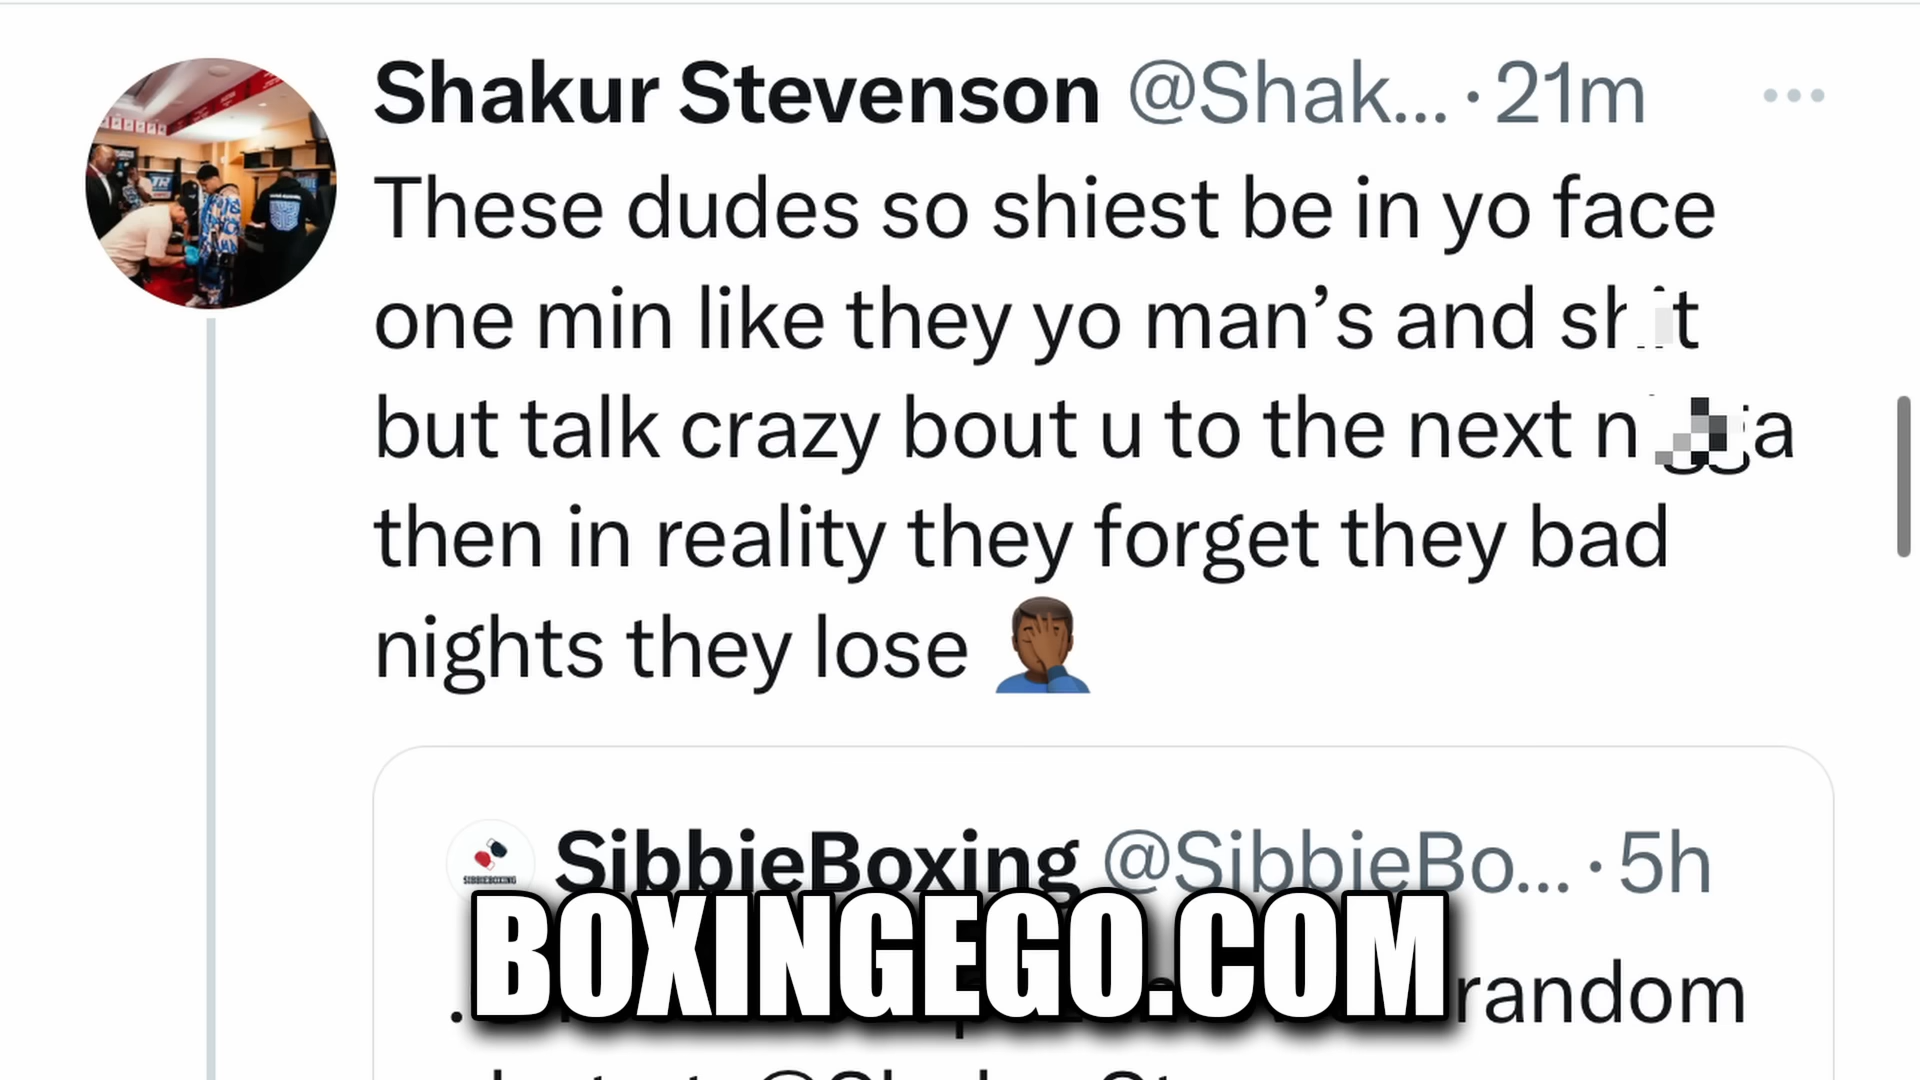 Shakur Stevenson @Shak... · 21m
These dudes so shiest be in yo face
one min like they yo man’s and sh t
but talk crazy bout u to the next n gga
then in reality they forget they bad
nights they lose 🤦🏾‍♂️
SibbieBoxing @SibbieBo... · 5h
BOXINGEGO.COM
random